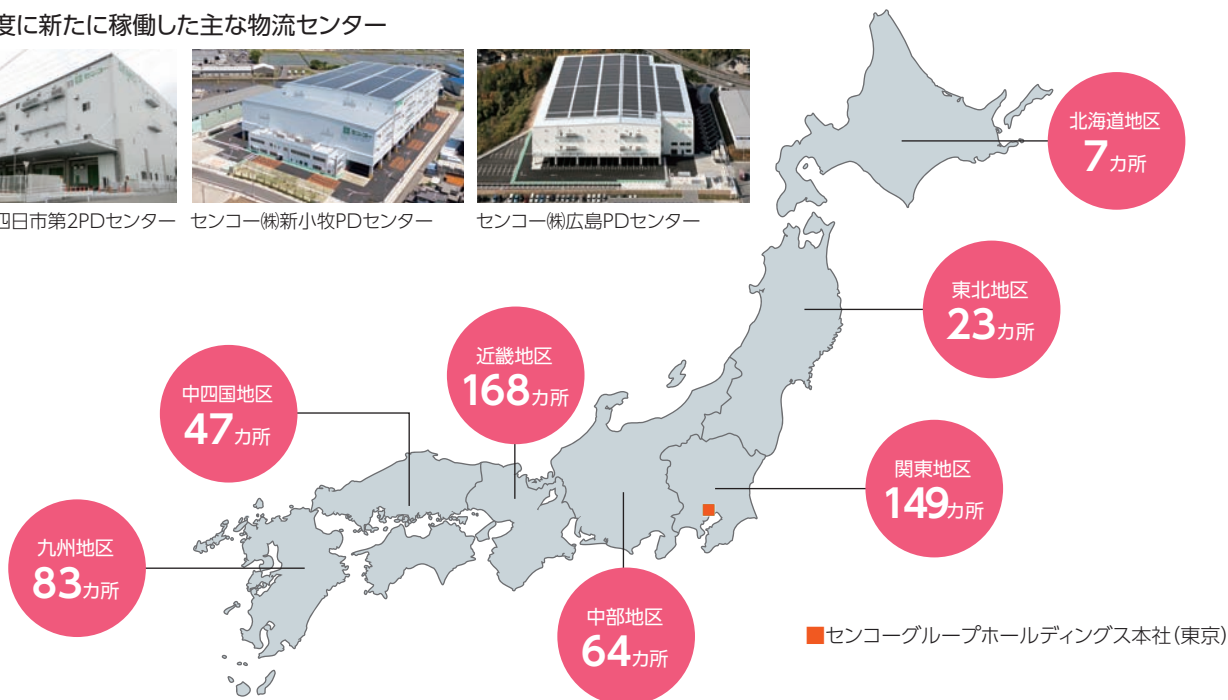 度に新たに稼働した主な物流センター
四日市第2PDセンター
センコー㈱新小牧PDセンター
センコー㈱広島PDセンター
北海道地区
7カ所
東北地区
23カ所
近畿地区
168カ所
中四国地区
47カ所
関東地区
149カ所
九州地区
83カ所
中部地区
64カ所
■センコーグループホールディングス本社(東京)